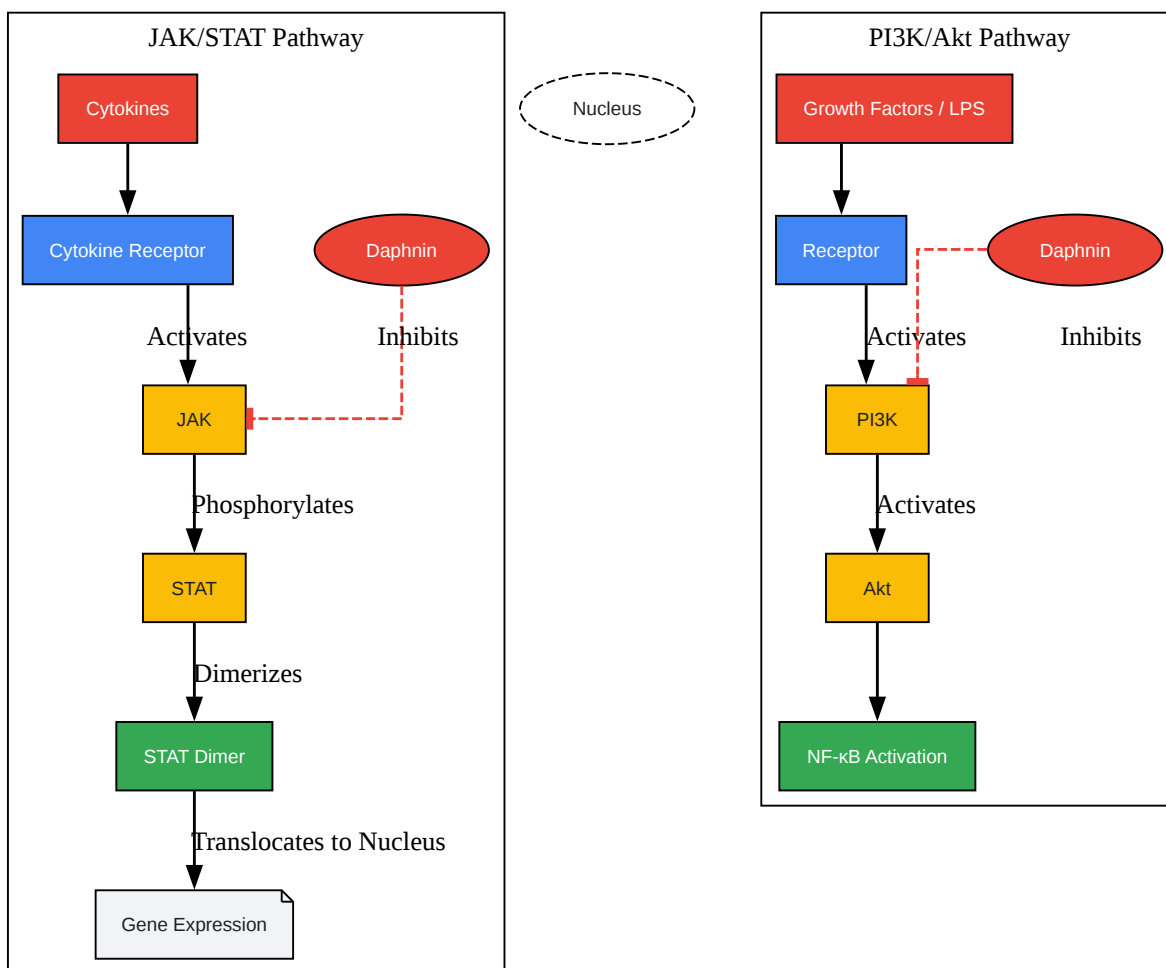 JAK/STAT Pathway
Cytokines
Cytokine Receptor
Daphnin
Activates
Inhibits
JAK
Phosphorylates
STAT
Dimerizes
STAT Dimer
Translocates to Nucleus
Gene Expression
Nucleus
PI3K/Akt Pathway
Growth Factors / LPS
Receptor
Daphnin
Activates
Inhibits
PI3K
Activates
Akt
NF-κB Activation